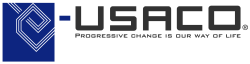 -USACO®
PROGRESSIVE CHANGE IS OUR WAY OF LIFE